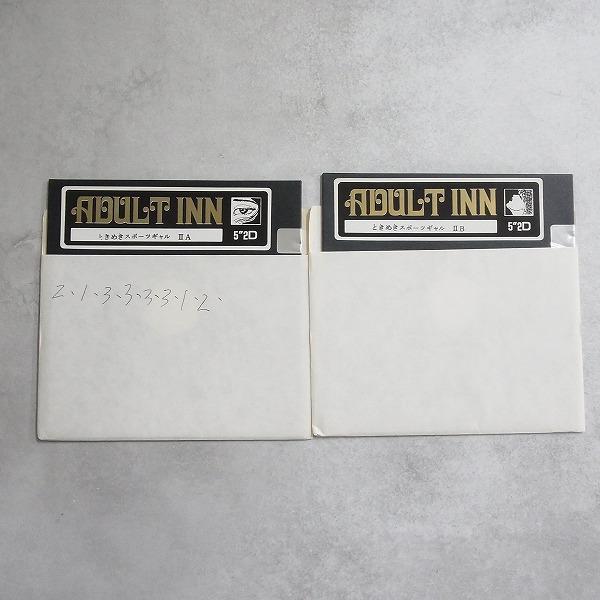 ADULT INN
ときめきスポーツギャル ⅡA
5"2D
2、1、3、3、3、3、1、2、
ADULT INN
ときめきスポーツギャル ⅡB
5"2D